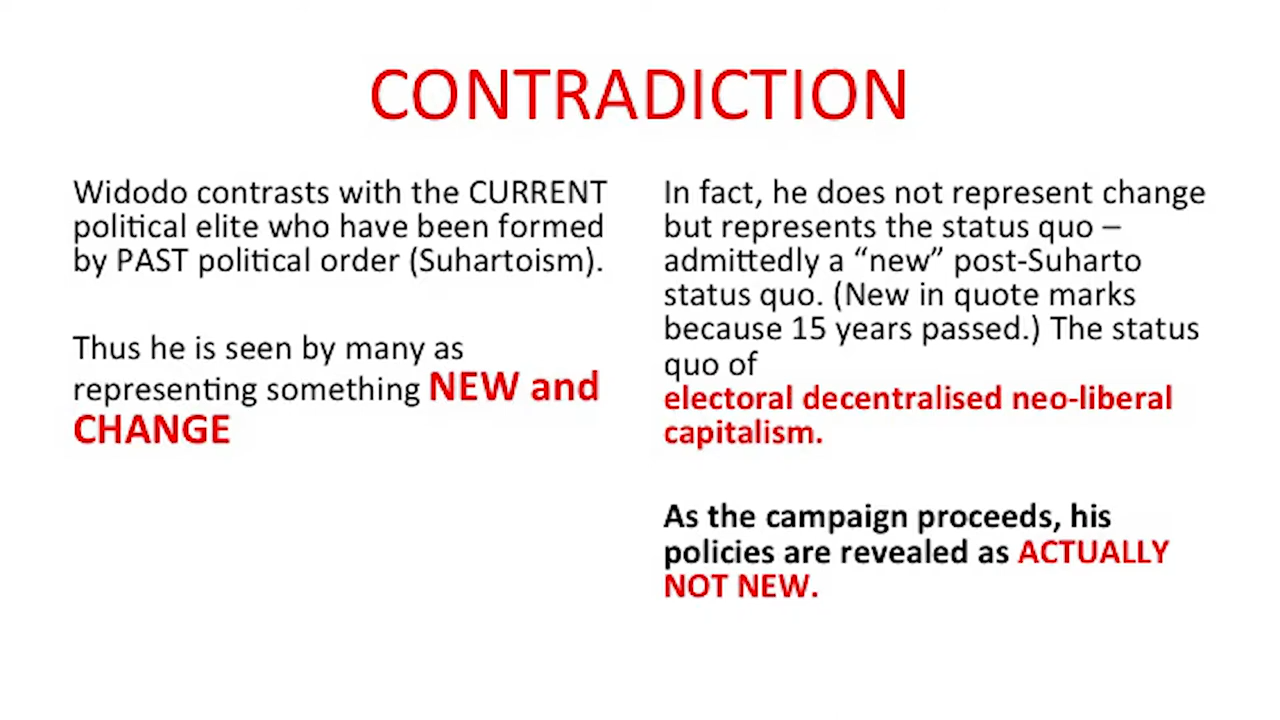 CONTRADICTION
Widodo contrasts with the CURRENT
political elite who have been formed
by PAST political order (Suhartoism).
Thus he is seen by many as
representing something NEW and
CHANGE
In fact, he does not represent change
but represents the status quo –
admittedly a “new” post-Suharto
status quo. (New in quote marks
because 15 years passed.) The status
quo of
electoral decentralised neo-liberal
capitalism.
As the campaign proceeds, his
policies are revealed as ACTUALLY
NOT NEW.